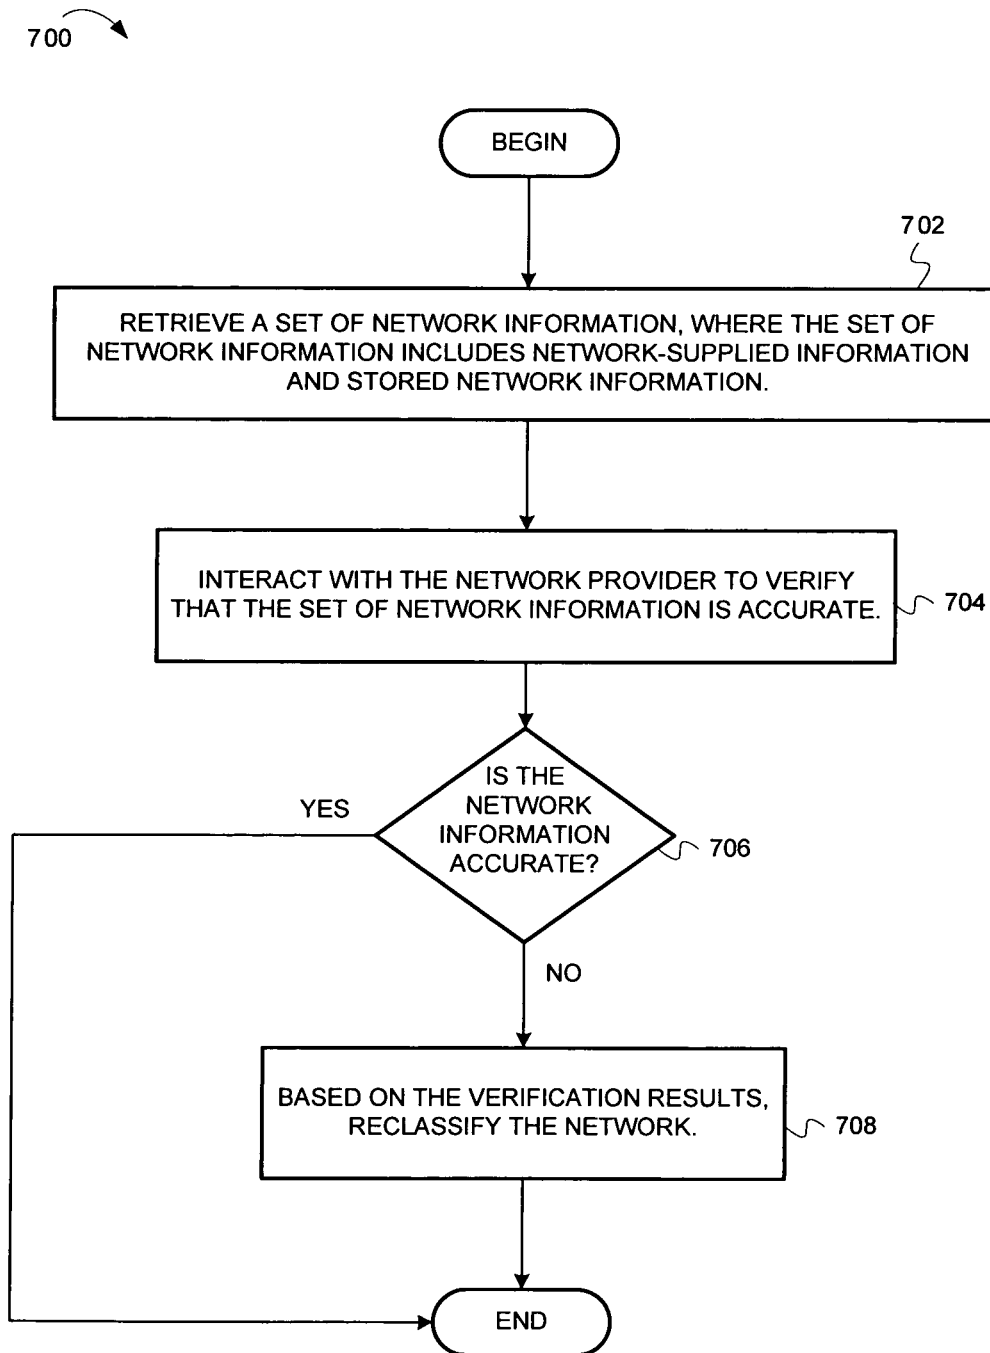 700
BEGIN
702
RETRIEVE A SET OF NETWORK INFORMATION, WHERE THE SET OF
NETWORK INFORMATION INCLUDES NETWORK-SUPPLIED INFORMATION
AND STORED NETWORK INFORMATION.
INTERACT WITH THE NETWORK PROVIDER TO VERIFY
THAT THE SET OF NETWORK INFORMATION IS ACCURATE.
704
IS THE
NETWORK
INFORMATION
ACCURATE?
YES
706
NO
BASED ON THE VERIFICATION RESULTS,
RECLASSIFY THE NETWORK.
708
END